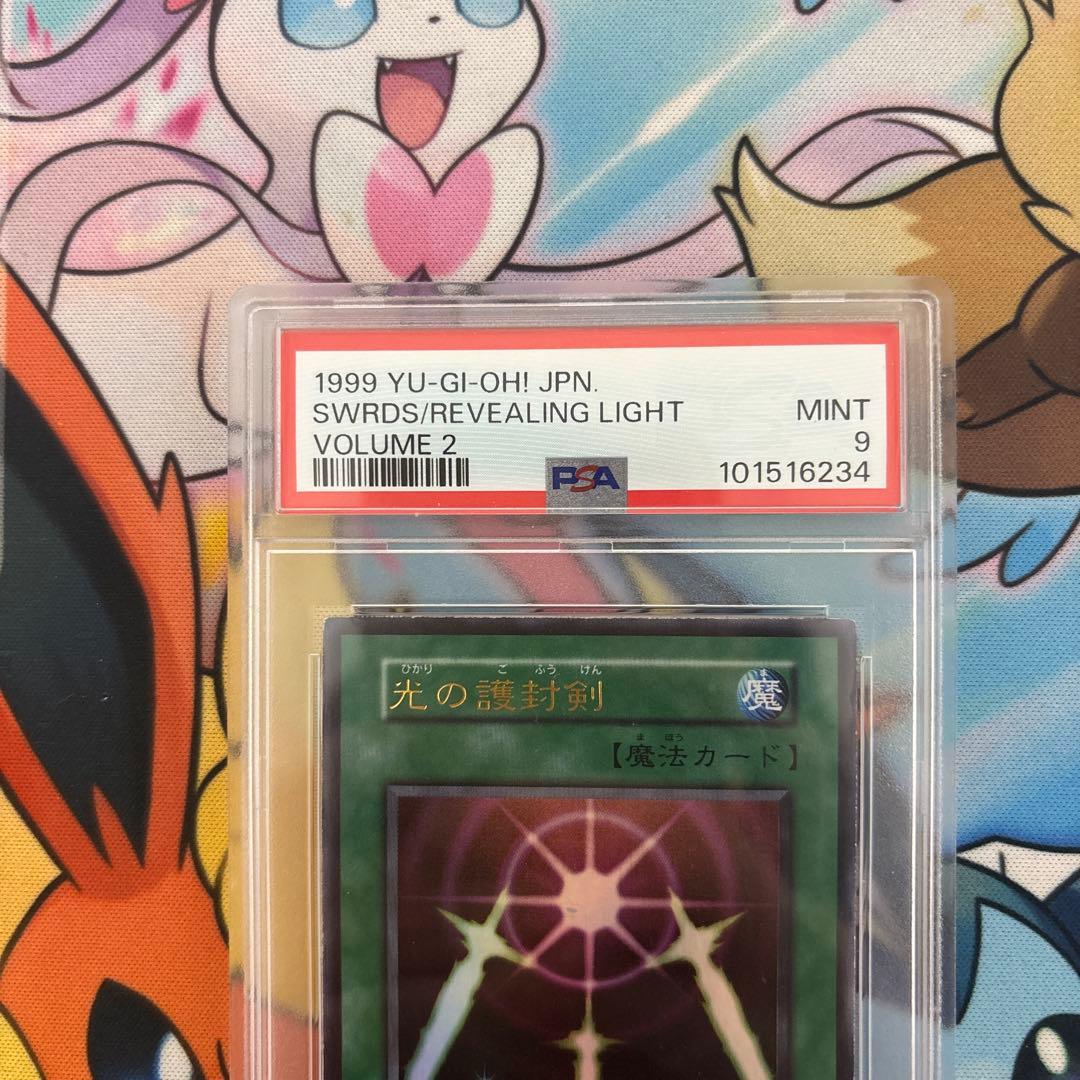 1999 YU-GI-OH! JPN.
SWRDS/REVEALING LIGHT MINT
VOLUME 2 9
PSA 101516234
ひかり ご ふう けん
光の護封剣
ま
魔
ま ほう
【魔法カード】